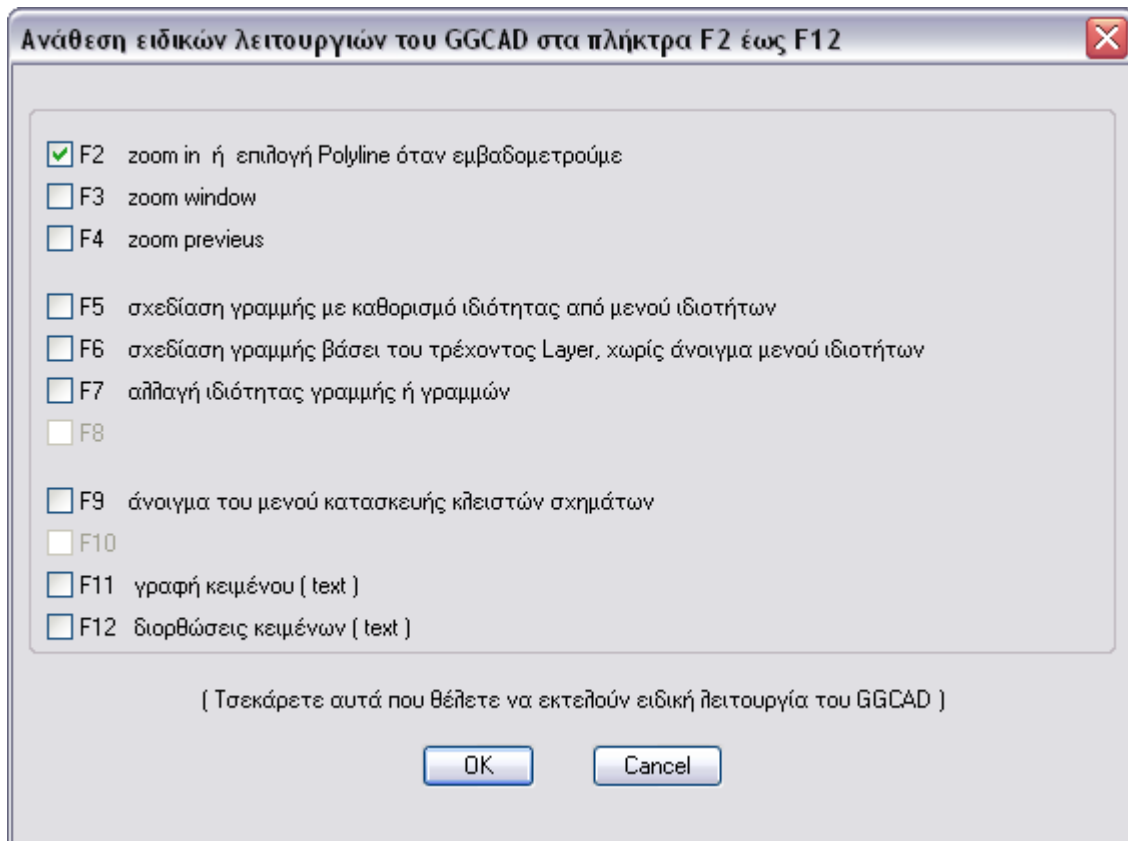 Ανάθεση ειδικών λειτουργιών του GGCAD στα πλήκτρα F2 έως F12
F2 zoom in ή επιλογή Polyline όταν εμβαδομετρούμε
F3 zoom window
F4 zoom previeus
F5 σχεδίαση γραμμής με καθορισμό ιδιότητας από μενού ιδιοτήτων
F6 σχεδίαση γραμμής βάσει του τρέχοντος Layer, χωρίς άνοιγμα μενού ιδιοτήτων
F7 αλλαγή ιδιότητας γραμμής ή γραμμών
F8
F9 άνοιγμα του μενού κατασκευής κλειστών σχημάτων
F10
F11 γραφή κειμένου ( text )
F12 διορθώσεις κειμένων ( text )
( Τσεκάρετε αυτά που θέλετε να εκτελούν ειδική λειτουργία του GGCAD )
OK Cancel